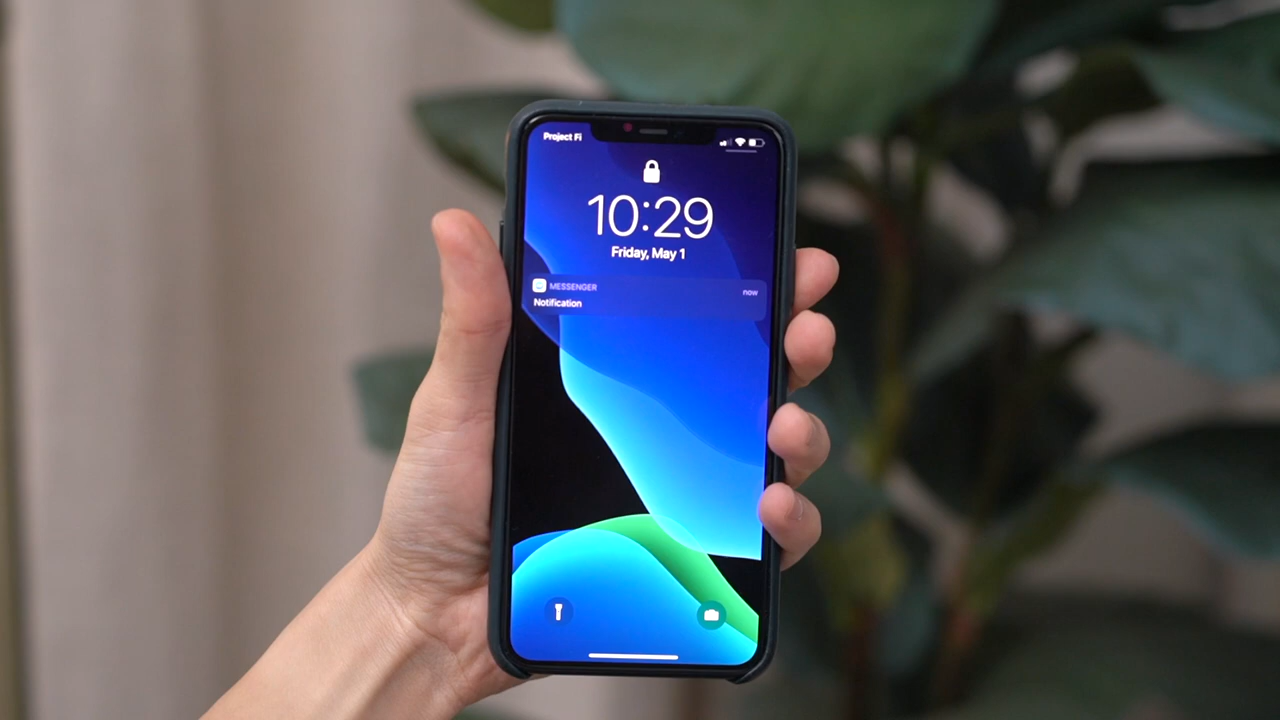 Project Fi
10:29
Friday, May 1
MESSENGER
now
Notification